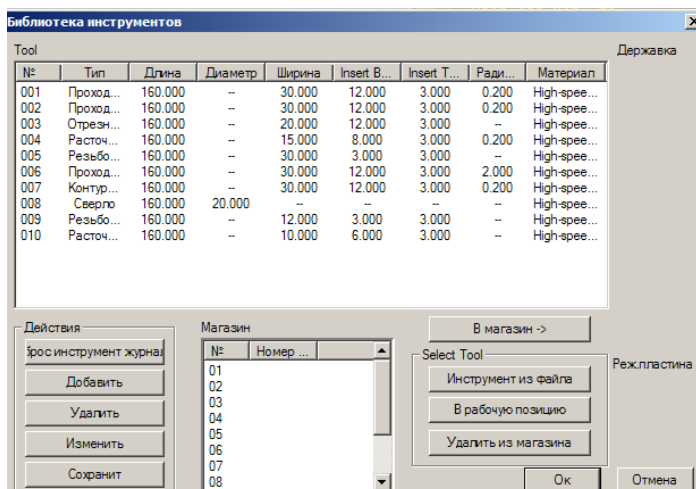 Библиотека инструментов
Tool
Державка
№ Тип Длина Диаметр Ширина Insert B... Insert T... Ради... Материал
001 Проход... 160.000 -- 30.000 12.000 3.000 0.200 High-spee...
002 Проход... 160.000 -- 30.000 12.000 3.000 0.200 High-spee...
003 Отрезн... 160.000 -- 20.000 12.000 3.000 -- High-spee...
004 Расточ... 160.000 -- 15.000 8.000 3.000 0.200 High-spee...
005 Резьбо... 160.000 -- 30.000 3.000 3.000 -- High-spee...
006 Проход... 160.000 -- 30.000 12.000 3.000 2.000 High-spee...
007 Контур... 160.000 -- 30.000 12.000 3.000 0.200 High-spee...
008 Сверло 160.000 20.000 -- -- -- -- High-spee...
009 Резьбо... 160.000 -- 12.000 3.000 3.000 -- High-spee...
010 Расточ... 160.000 -- 10.000 6.000 3.000 -- High-spee...
Действия
брос инструмент журнал
Добавить
Удалить
Изменить
Сохранит
Магазин
№ Номер ...
01
02
03
04
05
06
07
08
В магазин ->
Select Tool
Инструмент из файла
В рабочую позицию
Удалить из магазина
Реж.пластина
Ок
Отмена